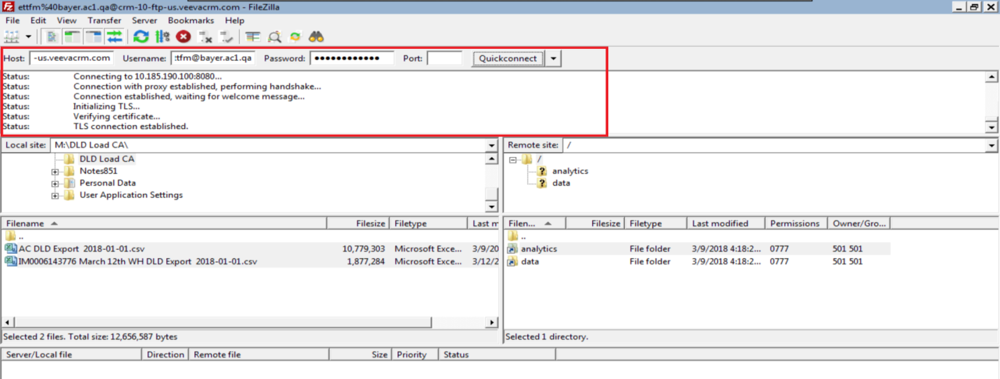 ettfm%40bayer.ac1.qa@crm-10-ftp-us.veevacrm.com - FileZilla
File Edit View Transfer Server Bookmarks Help
Host: -us.veevacrm.com Username: :tfm@bayer.ac1.qa Password: ●●●●●●●●●●●● Port: Quickconnect
Status: Connecting to 10.185.190.100:8080...
Status: Connection with proxy established, performing handshake...
Status: Connection established, waiting for welcome message...
Status: Initializing TLS...
Status: Verifying certificate...
Status: TLS connection established.
Local site: M:\DLD Load CA\
DLD Load CA
Notes851
Personal Data
User Application Settings
Remote site: /
/
analytics
data
Filename Filesize Filetype Last m
..
AC DLD Export 2018-01-01.csv 10,779,303 Microsoft Exce... 3/9/20
IM0006143776 March 12th WH DLD Export 2018-01-01.csv 1,877,284 Microsoft Exce... 3/12/2
Selected 2 files. Total size: 12,656,587 bytes
Filen... Filesize Filetype Last modified Permissions Owner/Gro...
..
analytics File folder 3/9/2018 4:18:2... 0777 501 501
data File folder 3/9/2018 4:18:2... 0777 501 501
Selected 1 directory.
Server/Local file Direction Remote file Size Priority Status